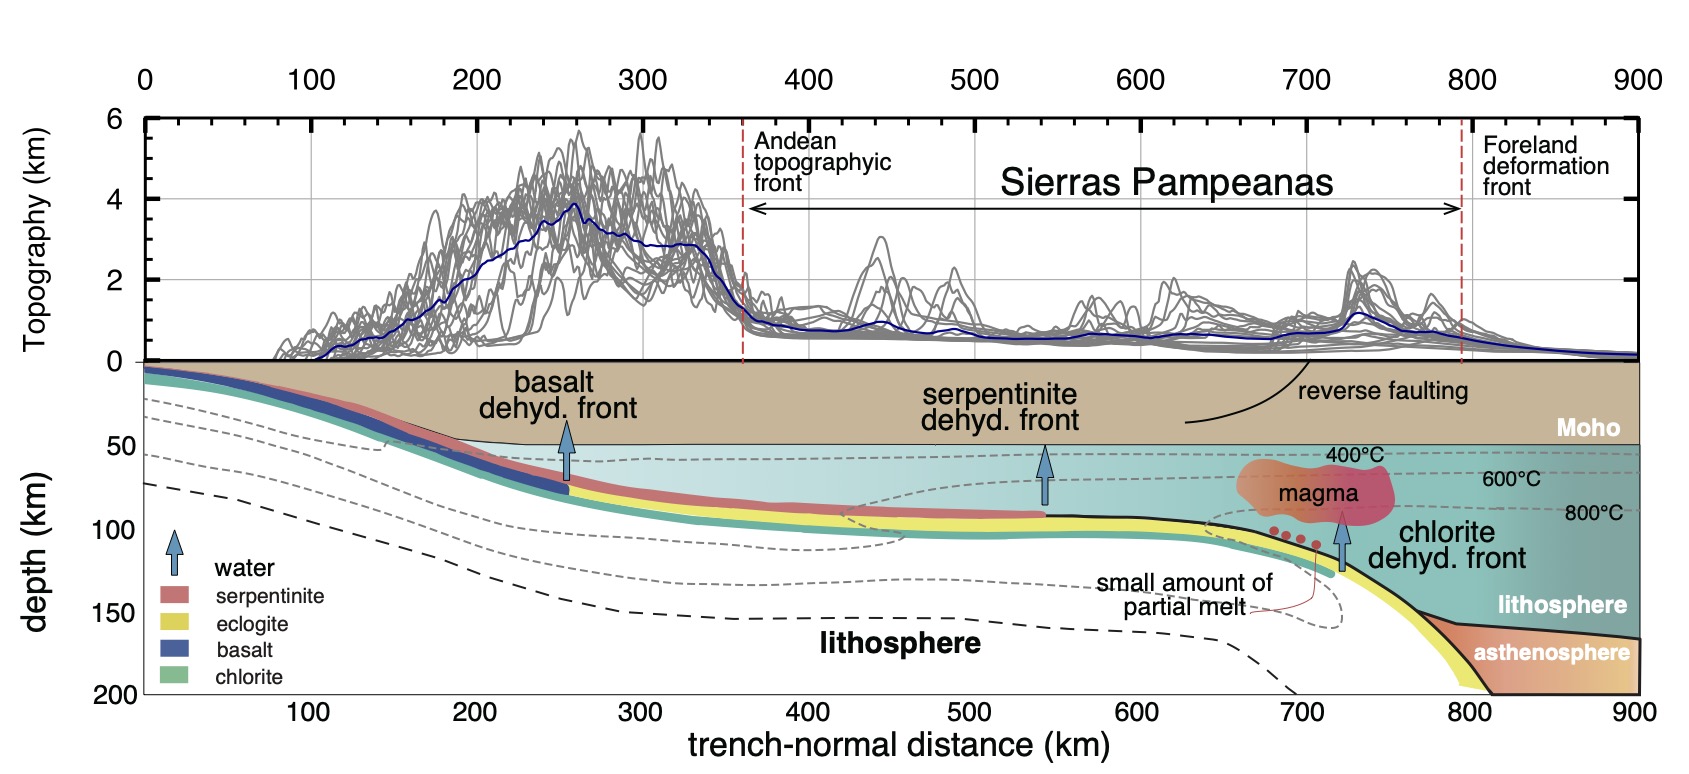 0 100 200 300 400 500 600 700 800 900
Topography (km)
6
4
2
0
Andean
topographyic
front
Sierras Pampeanas
Foreland
deformation
front
basalt
dehyd. front
serpentinite
dehyd. front
reverse faulting
Moho
400°C
600°C
800°C
magma
chlorite
dehyd. front
small amount of
partial melt
lithosphere
lithosphere
asthenosphere
depth (km)
50
100
150
200
water
serpentinite
eclogite
basalt
chlorite
100 200 300 400 500 600 700 800 900
trench-normal distance (km)